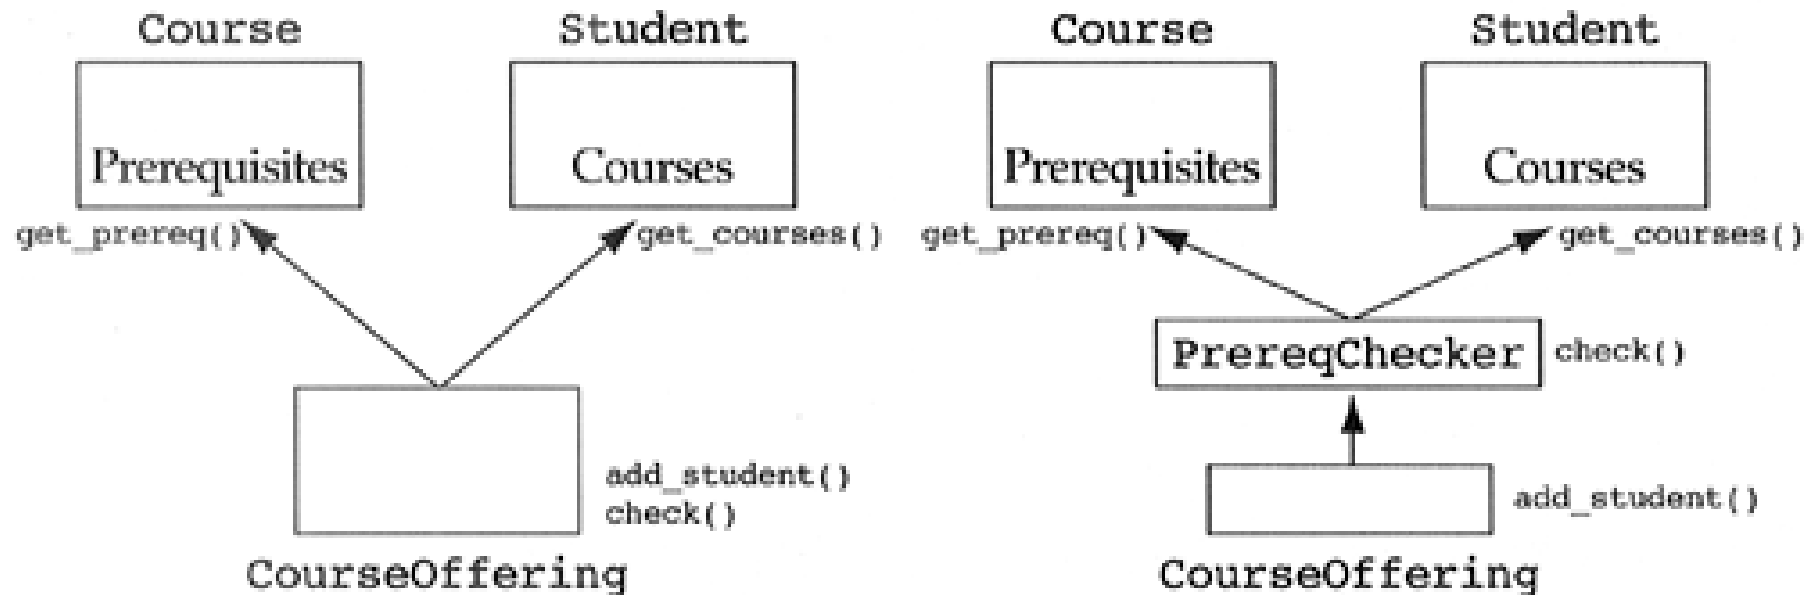 Course
Student
Prerequisites
Courses
get_prereq()
get_courses()
add_student()
check()
CourseOffering
Course
Student
Prerequisites
Courses
get_prereq()
get_courses()
PrereqChecker
check()
add_student()
CourseOffering